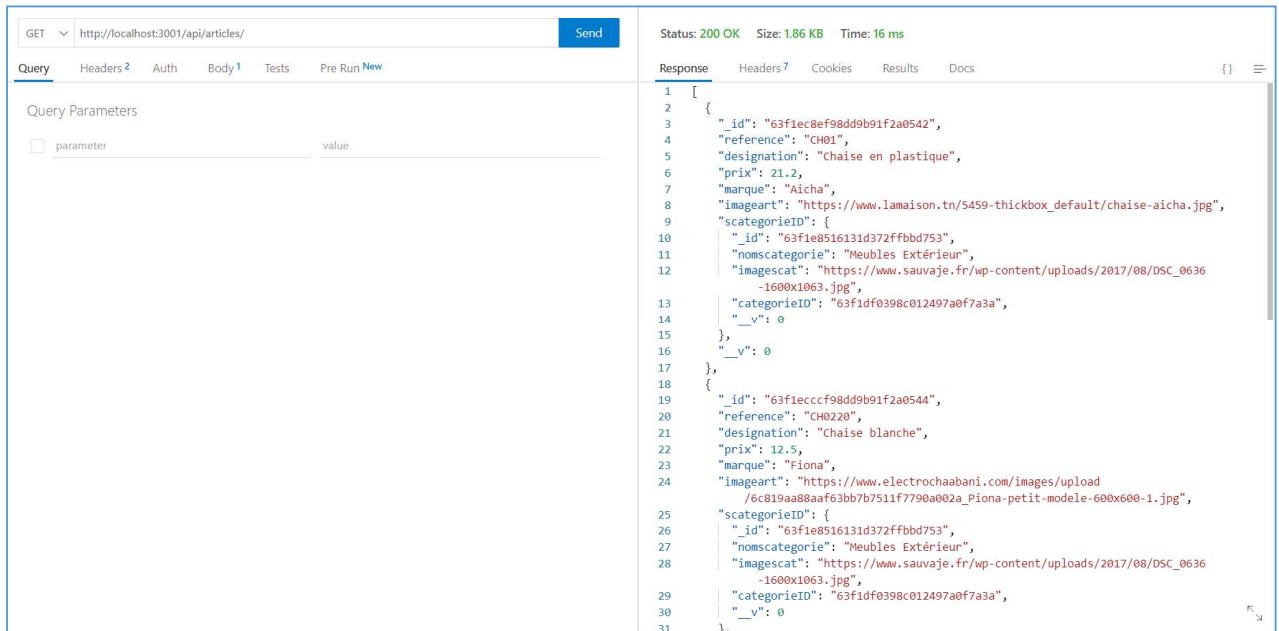 GET http://localhost:3001/api/articles/ Send
Query Headers 2 Auth Body 1 Tests Pre Run New
Query Parameters
parameter value
Status: 200 OK Size: 1.86 KB Time: 16 ms
Response Headers 7 Cookies Results Docs { }
1 [
2 {
3 "_id": "63f1ec8ef98dd9b91f2a0542",
4 "reference": "CH01",
5 "designation": "Chaise en plastique",
6 "prix": 21.2,
7 "marque": "Aicha",
8 "imageart": "https://www.lamaison.tn/5459-thickbox_default/chaise-aicha.jpg",
9 "scategorieID": {
10 "_id": "63f1e8516131d372ffbbd753",
11 "nomscategorie": "Meubles Extérieur",
12 "imagescat": "https://www.sauvaje.fr/wp-content/uploads/2017/08/DSC_0636
-1600x1063.jpg",
13 "categorieID": "63f1df0398c012497a0f7a3a",
14 "__v": 0
15 },
16 "__v": 0
17 },
18 {
19 "_id": "63f1ecccf98dd9b91f2a0544",
20 "reference": "CH0220",
21 "designation": "Chaise blanche",
22 "prix": 12.5,
23 "marque": "Fiona",
24 "imageart": "https://www.electrochaabani.com/images/upload
/6c819aa88aaf63bb7b7511f7790a002a_Piona-petit-modele-600x600-1.jpg",
25 "scategorieID": {
26 "_id": "63f1e8516131d372ffbbd753",
27 "nomscategorie": "Meubles Extérieur",
28 "imagescat": "https://www.sauvaje.fr/wp-content/uploads/2017/08/DSC_0636
-1600x1063.jpg",
29 "categorieID": "63f1df0398c012497a0f7a3a",
30 "__v": 0
31 },